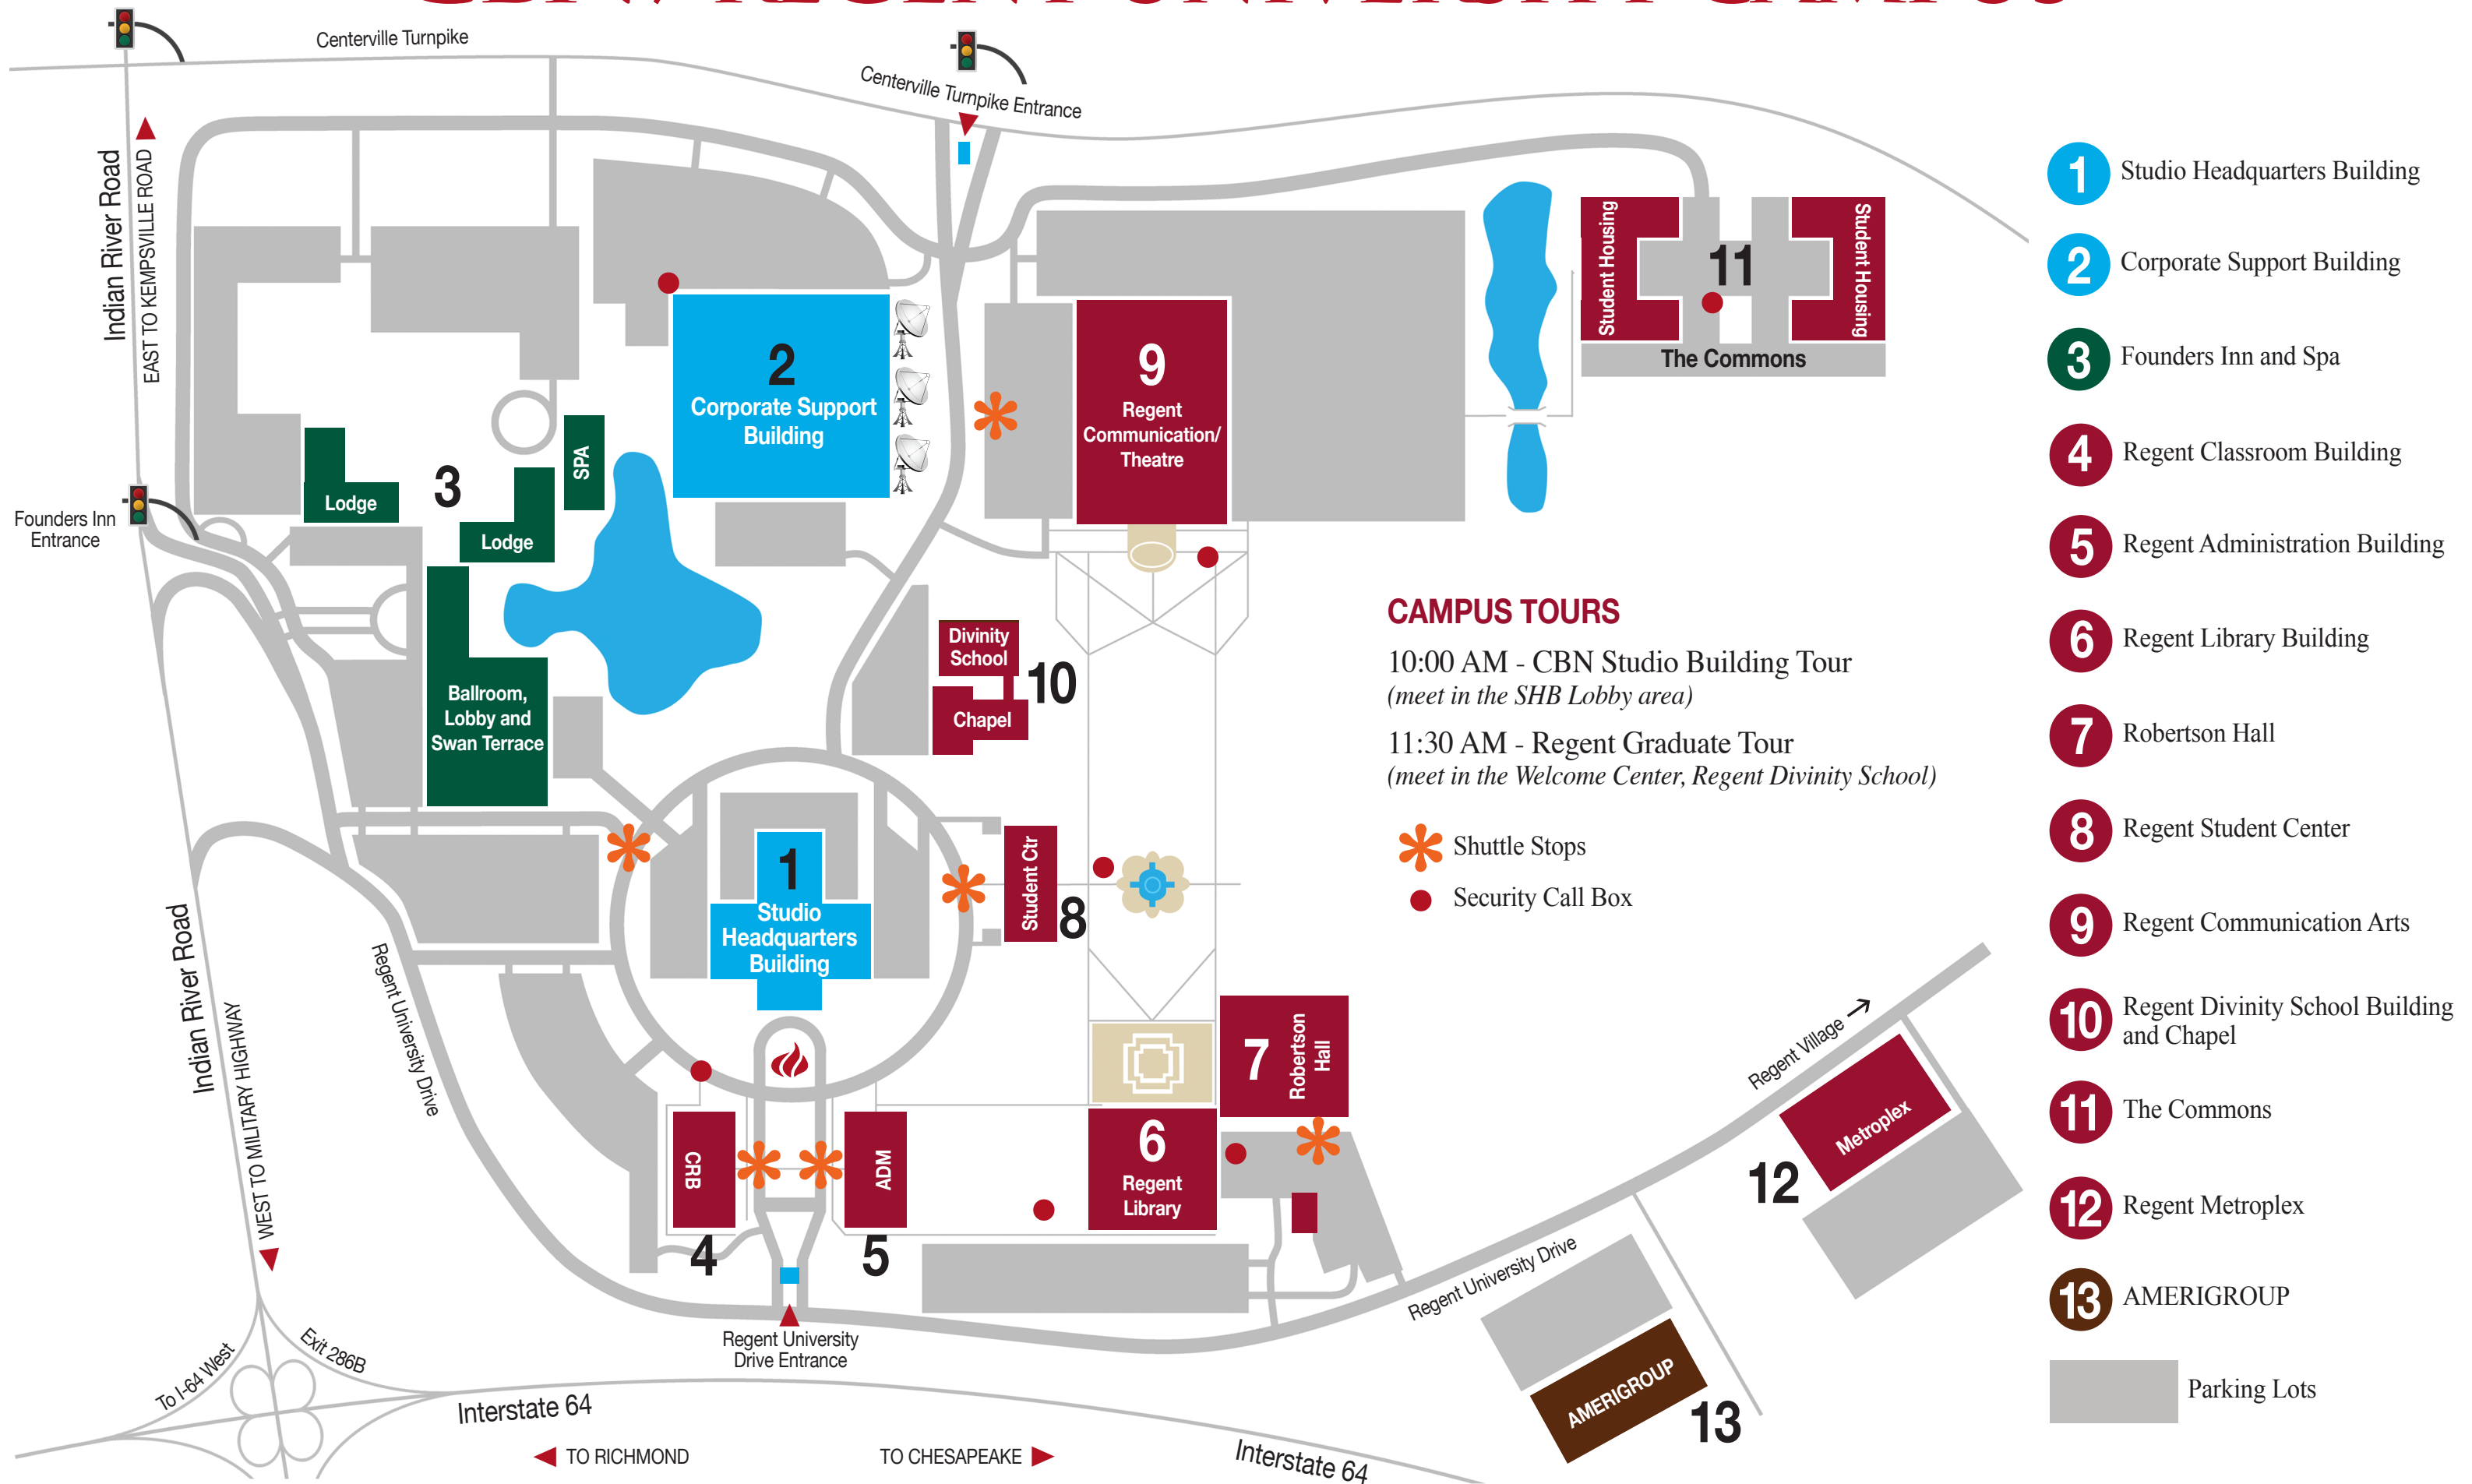 CBN / REGENT UNIVERSITY CAMPUS
Centerville Turnpike
Centerville Turnpike Entrance
Indian River Road
EAST TO KEMPSVILLE ROAD
Founders Inn
Entrance
2
Corporate Support
Building
9
Regent
Communication/
Theatre
Student Housing
11
Student Housing
The Commons
3
Lodge
Lodge
SPA
Ballroom,
Lobby and
Swan Terrace
Divinity
School
10
Chapel
1
Studio
Headquarters
Building
Student Ctr
8
7
Robertson
Hall
6
Regent
Library
CRB
4
ADM
5
Indian River Road
WEST TO MILITARY HIGHWAY
Regent University Drive
Regent University
Drive Entrance
To I-64 West
Exit 286B
Interstate 64
TO RICHMOND
TO CHESAPEAKE
Interstate 64
Regent University Drive
Regent Village
Metroplex
12
AMERIGROUP
13
CAMPUS TOURS
10:00 AM - CBN Studio Building Tour
(meet in the SHB Lobby area)
11:30 AM - Regent Graduate Tour
(meet in the Welcome Center, Regent Divinity School)
Shuttle Stops
Security Call Box
1 Studio Headquarters Building
2 Corporate Support Building
3 Founders Inn and Spa
4 Regent Classroom Building
5 Regent Administration Building
6 Regent Library Building
7 Robertson Hall
8 Regent Student Center
9 Regent Communication Arts
10 Regent Divinity School Building
and Chapel
11 The Commons
12 Regent Metroplex
13 AMERIGROUP
Parking Lots